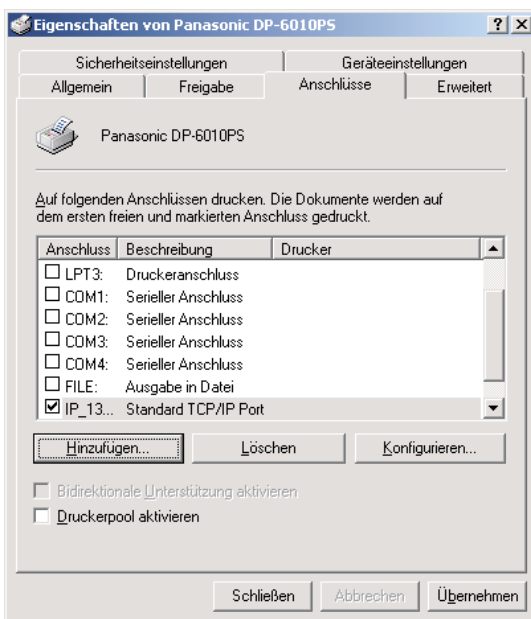 Eigenschaften von Panasonic DP-6010PS
Sicherheitseinstellungen Geräteeinstellungen
Allgemein Freigabe Anschlüsse Erweitert
Panasonic DP-6010PS
Auf folgenden Anschlüssen drucken. Die Dokumente werden auf
dem ersten freien und markierten Anschluss gedruckt.
Anschluss Beschreibung Drucker
LPT3: Druckeranschluss
COM1: Serieller Anschluss
COM2: Serieller Anschluss
COM3: Serieller Anschluss
COM4: Serieller Anschluss
FILE: Ausgabe in Datei
IP_13... Standard TCP/IP Port
Hinzufügen... Löschen Konfigurieren...
Bidirektionale Unterstützung aktivieren
Druckerpool aktivieren
Schließen Abbrechen Übernehmen